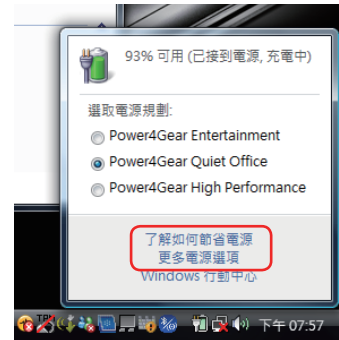 93% 可用 (已接到電源, 充電中)
選取電源規劃:
Power4Gear Entertainment
Power4Gear Quiet Office
Power4Gear High Performance
了解如何節省電源
更多電源選項
Windows 行動中心
下午 07:57